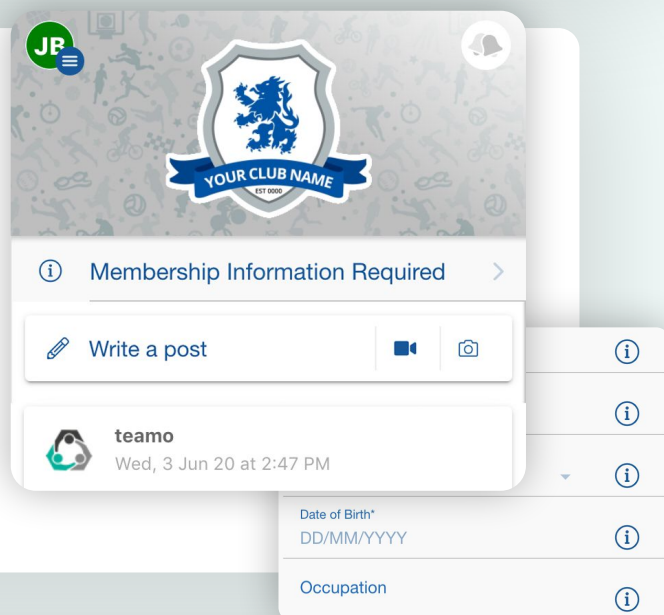 JB
YOUR CLUB NAME
EST 0000
Membership Information Required
Write a post
teamo
Wed, 3 Jun 20 at 2:47 PM
Date of Birth*
DD/MM/YYYY
Occupation